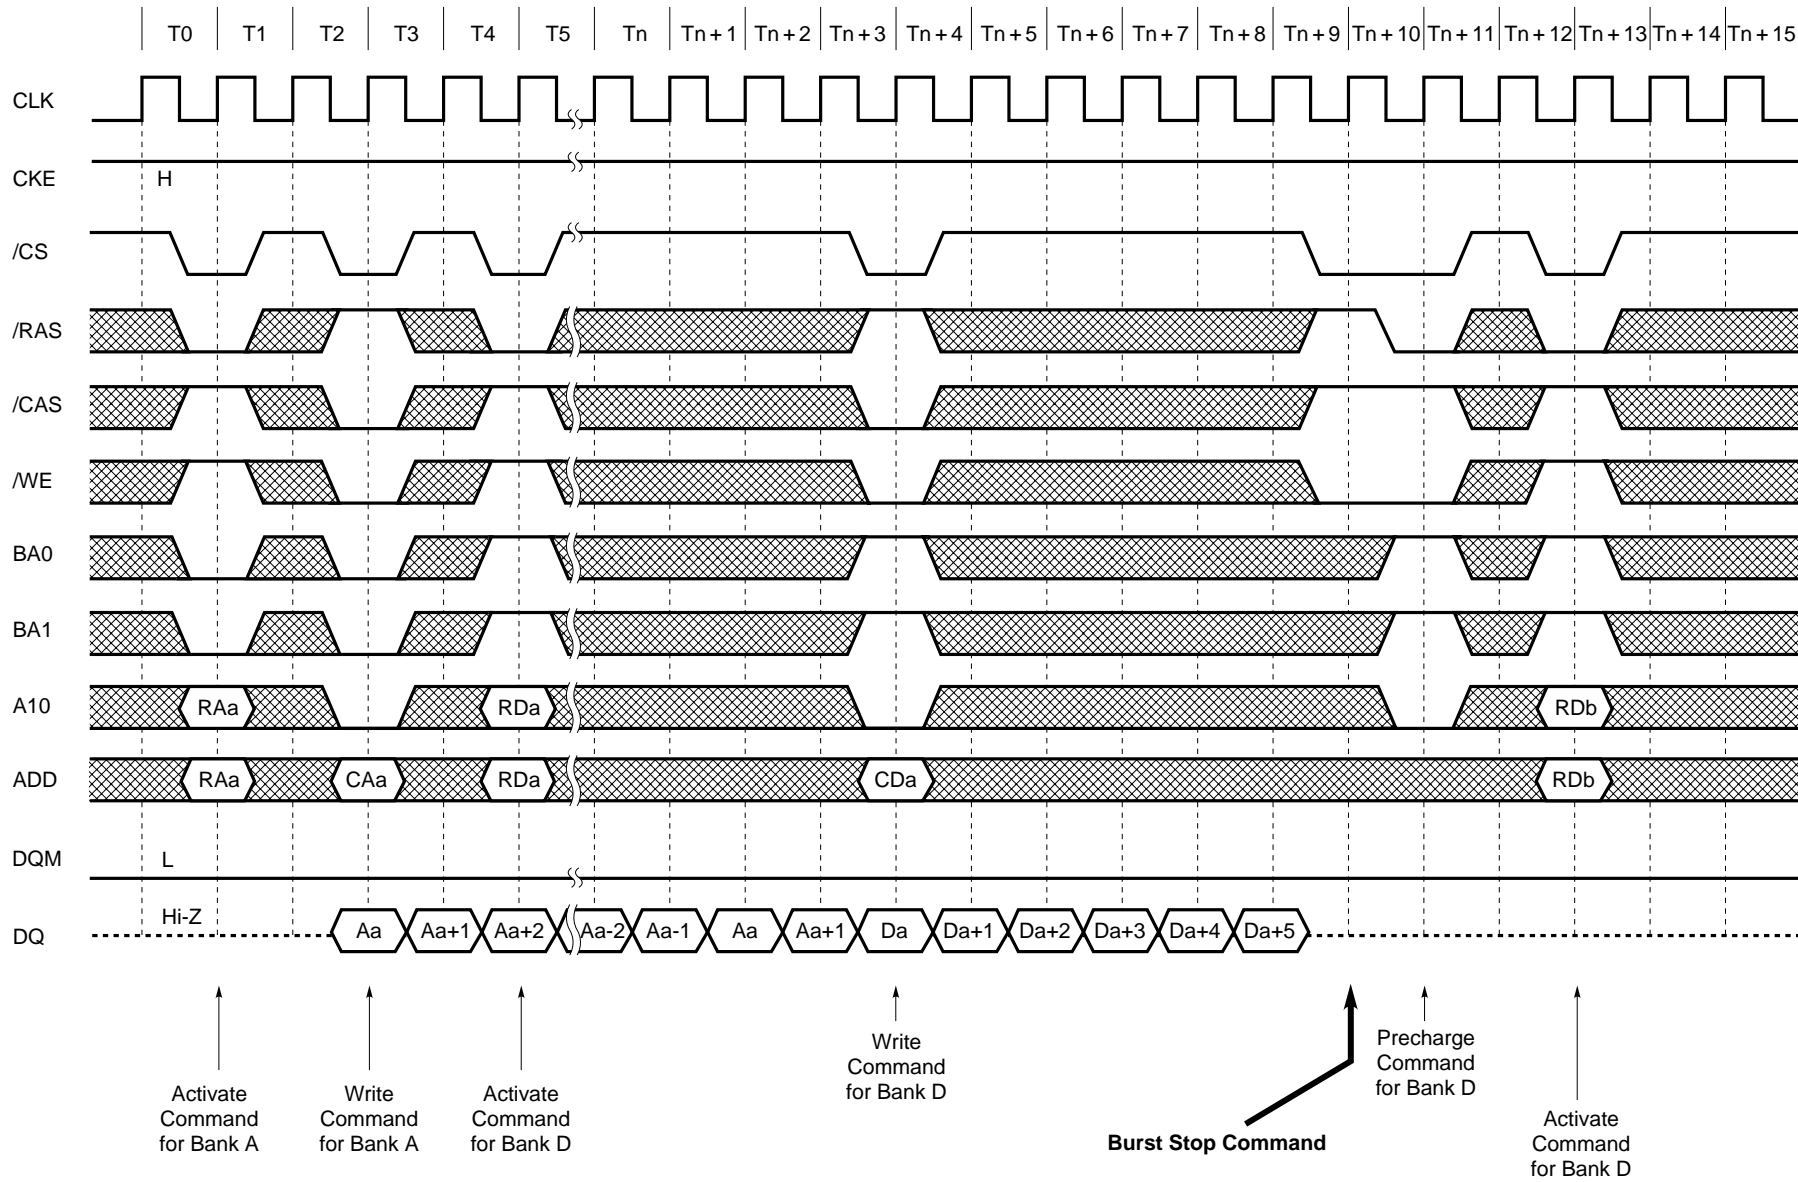 T0 T1 T2 T3 T4 T5 Tn Tn + 1 Tn + 2 Tn + 3 Tn + 4 Tn + 5 Tn + 6 Tn + 7 Tn + 8 Tn + 9 Tn + 10 Tn + 11 Tn + 12 Tn + 13 Tn + 14 Tn + 15
CLK
CKE H
/CS
/RAS
/CAS
/WE
BA0
BA1
A10 RAa RDa RDb
ADD RAa CAa RDa CDa RDb
DQM L
Hi-Z
DQ Aa Aa+1 Aa+2 Aa-2 Aa-1 Aa Aa+1 Da Da+1 Da+2 Da+3 Da+4 Da+5
Activate
Command
for Bank A
Write
Command
for Bank A
Activate
Command
for Bank D
Write
Command
for Bank D
Burst Stop Command
Precharge
Command
for Bank D
Activate
Command
for Bank D